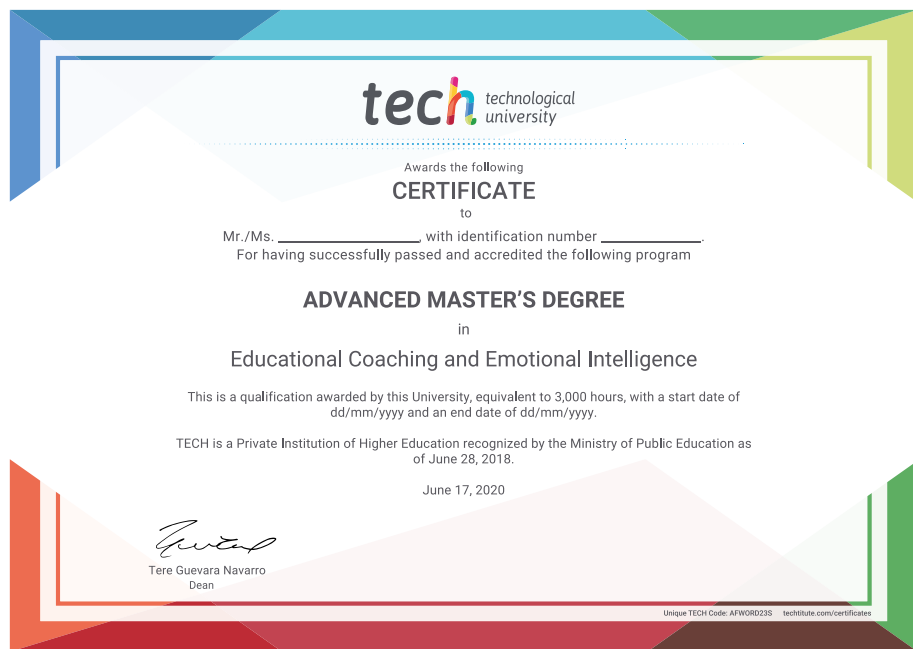 tech technological
university
Awards the following
CERTIFICATE
to
Mr./Ms. ____________________, with identification number ______________.
For having successfully passed and accredited the following program
ADVANCED MASTER'S DEGREE
in
Educational Coaching and Emotional Intelligence
This is a qualification awarded by this University, equivalent to 3,000 hours, with a start date of
dd/mm/yyyy and an end date of dd/mm/yyyy.
TECH is a Private Institution of Higher Education recognized by the Ministry of Public Education as
of June 28, 2018.
June 17, 2020
Tere Guevara Navarro
Dean
Unique TECH Code: AFWORD23S techtitute.com/certificates